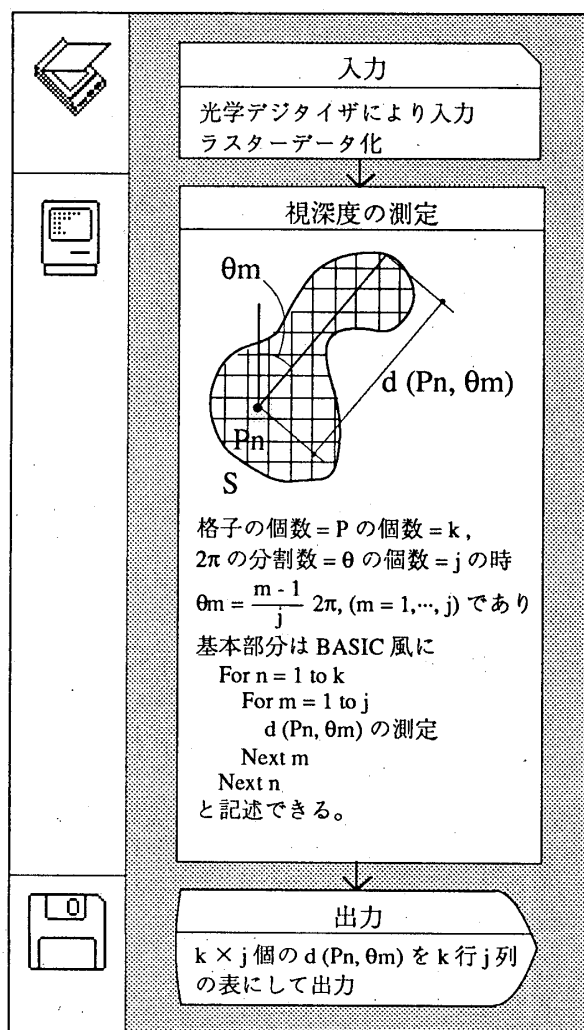 入力
光学デジタイザにより入力
ラスターデータ化
視深度の測定
θm
d (Pn, θm)
Pn
S
格子の個数 = P の個数 = k ,
2π の分割数 = θ の個数 = j の時
θm = m - 1 / j 2π, (m = 1,…, j) であり
基本部分は BASIC 風に
For n = 1 to k
For m = 1 to j
d (Pn, θm) の測定
Next m
Next n
と記述できる。
出力
k × j 個の d (Pn, θm) を k 行 j 列
の表にして出力